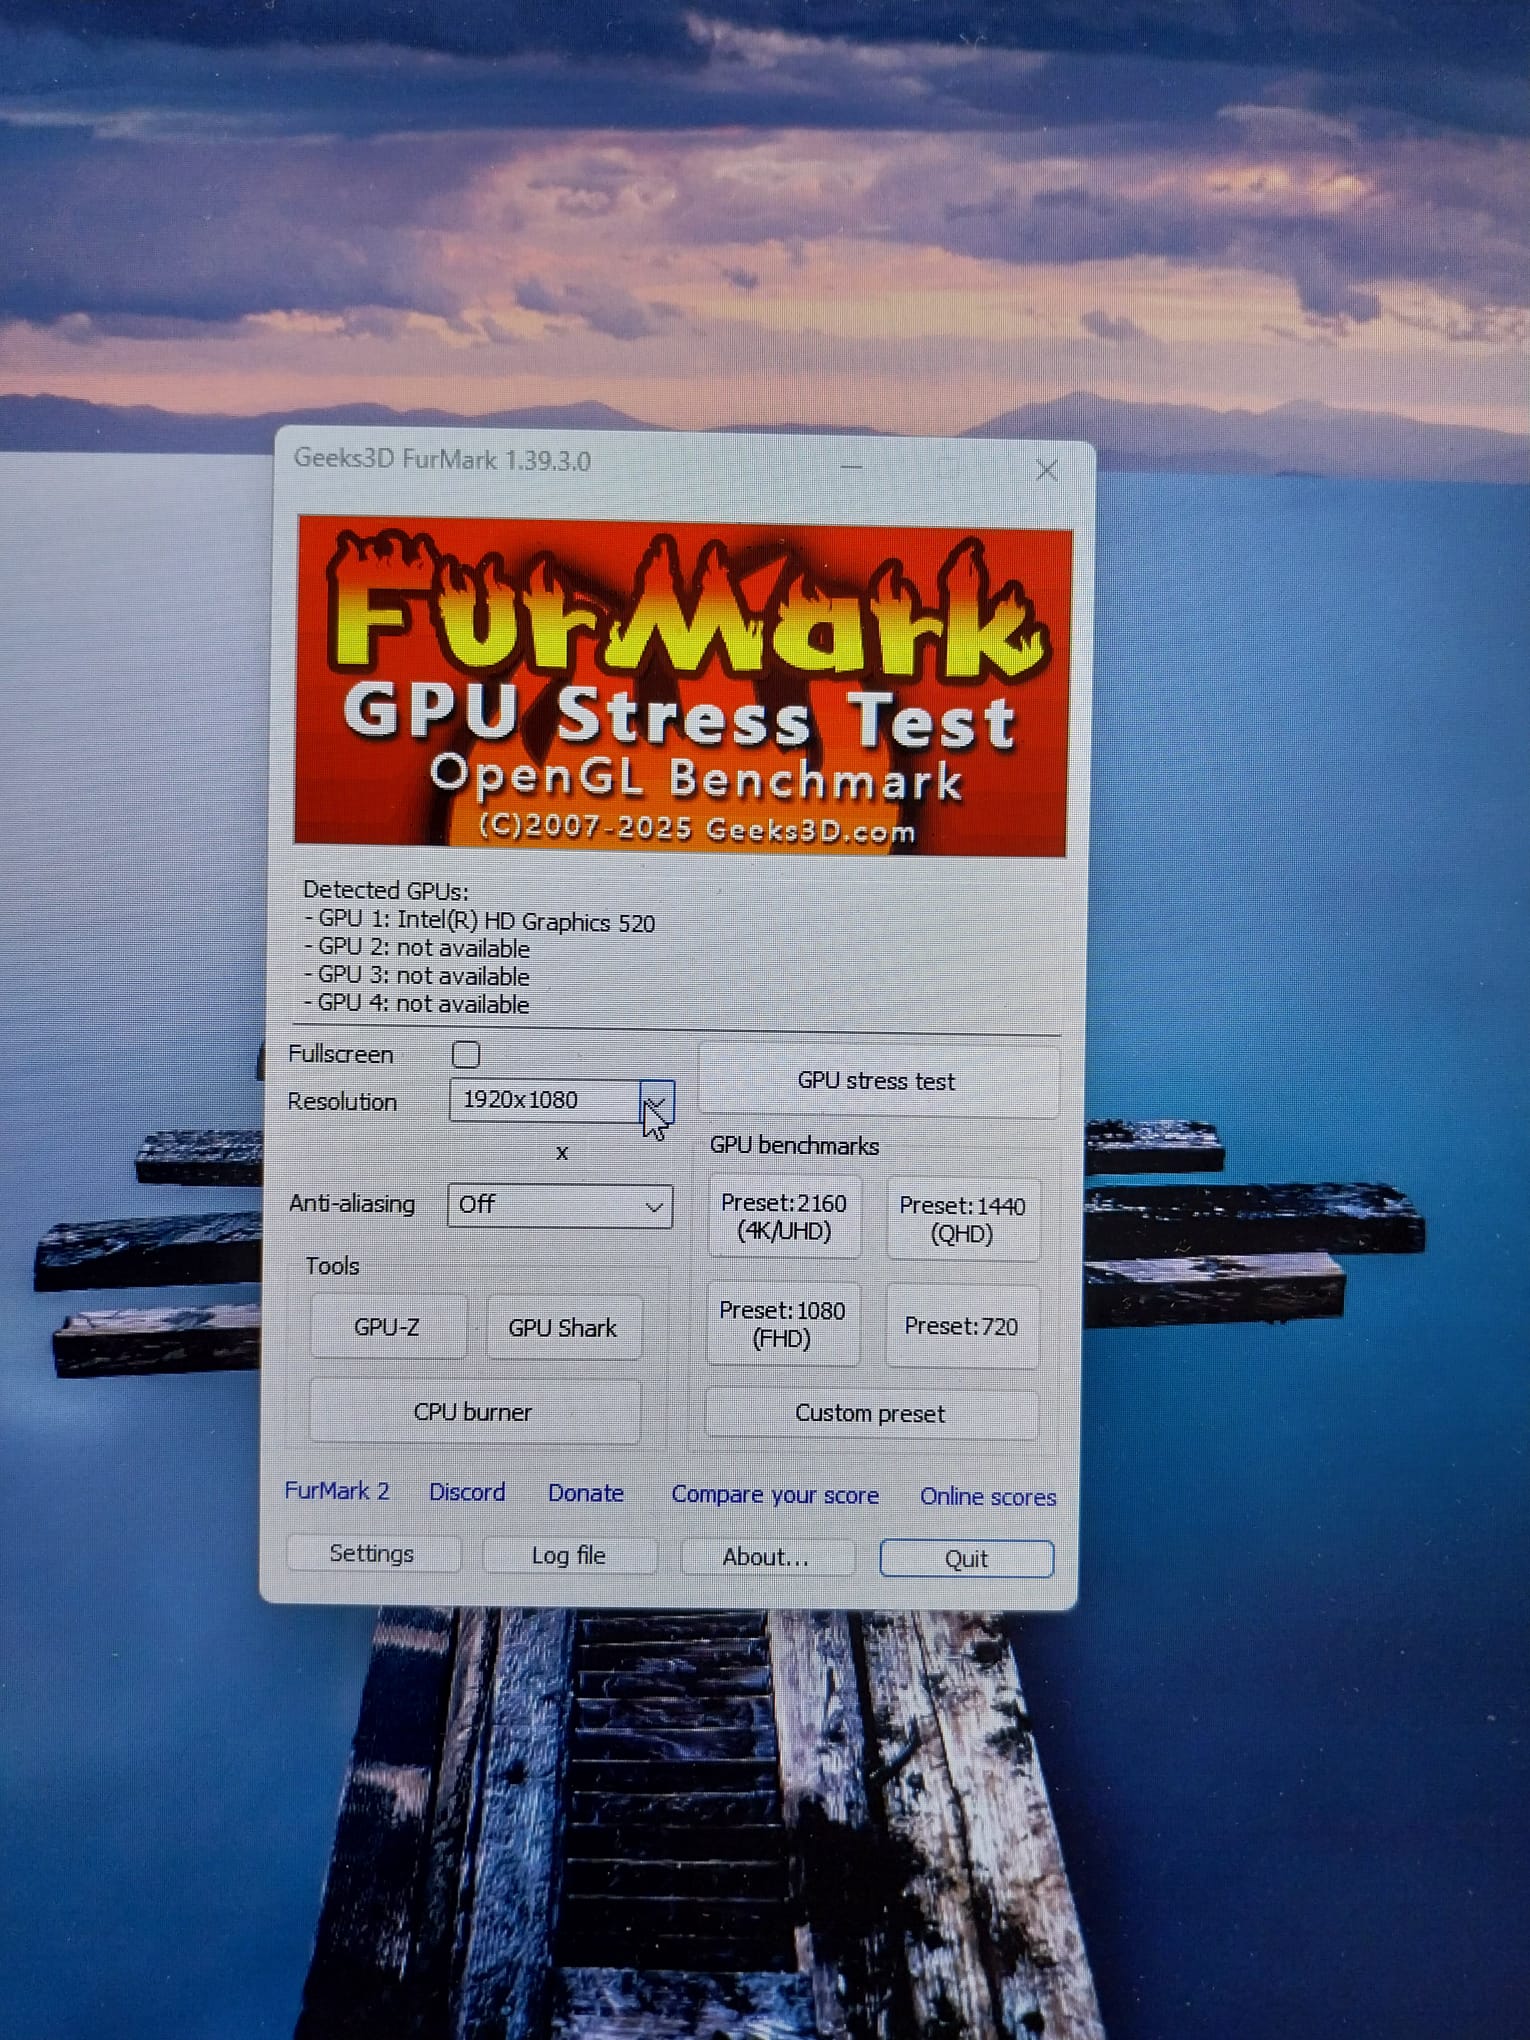 Geeks3D FurMark 1.39.3.0
FurMark
GPU Stress Test
OpenGL Benchmark
(C)2007-2025 Geeks3D.com
Detected GPUs:
- GPU 1: Intel(R) HD Graphics 520
- GPU 2: not available
- GPU 3: not available
- GPU 4: not available
Fullscreen
Resolution
1920x1080
x
Anti-aliasing
Off
GPU stress test
GPU benchmarks
Preset:2160
(4K/UHD)
Preset:1440
(QHD)
Preset:1080
(FHD)
Preset:720
Custom preset
Tools
GPU-Z
GPU Shark
CPU burner
FurMark 2
Discord
Donate
Compare your score
Online scores
Settings
Log file
About...
Quit